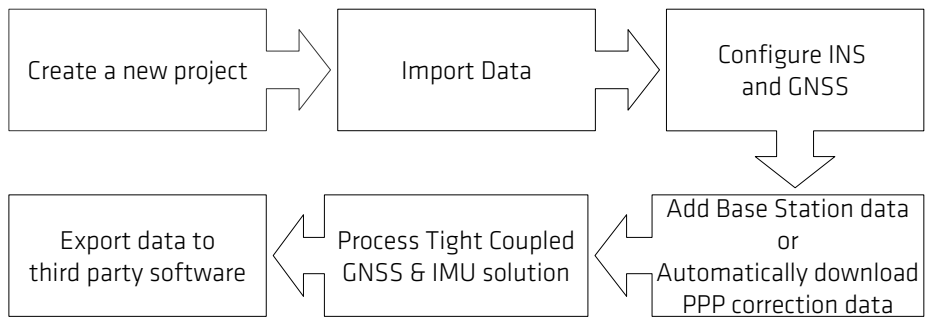 Create a new project
Import Data
Configure INS
and GNSS
Add Base Station data
or
Automatically download
PPP correction data
Process Tight Coupled
GNSS & IMU solution
Export data to
third party software